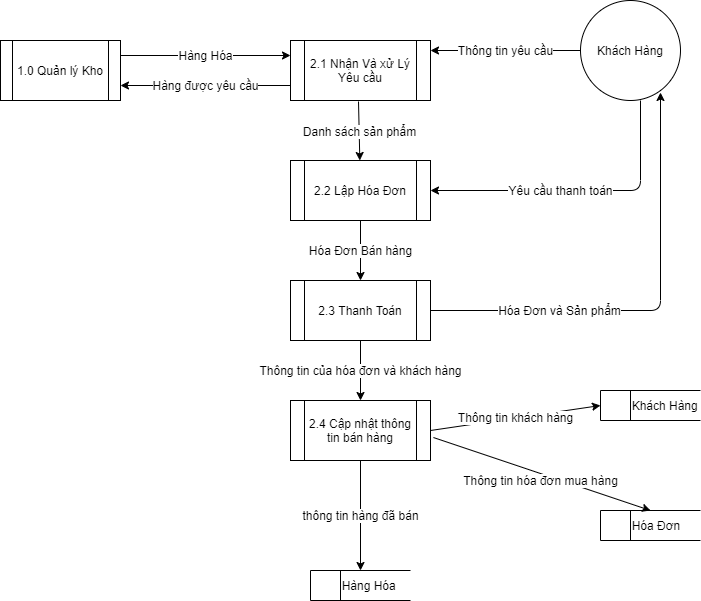 1.0 Quản lý Kho
Hàng Hóa
Hàng được yêu cầu
2.1 Nhận Và xử Lý
Yêu cầu
Thông tin yêu cầu
Khách Hàng
Danh sách sản phẩm
2.2 Lập Hóa Đơn
Yêu cầu thanh toán
Hóa Đơn Bán hàng
2.3 Thanh Toán
Hóa Đơn và Sản phẩm
Thông tin của hóa đơn và khách hàng
2.4 Cập nhật thông
tin bán hàng
Thông tin khách hàng
Khách Hàng
Thông tin hóa đơn mua hàng
Hóa Đơn
thông tin hàng đã bán
Hàng Hóa